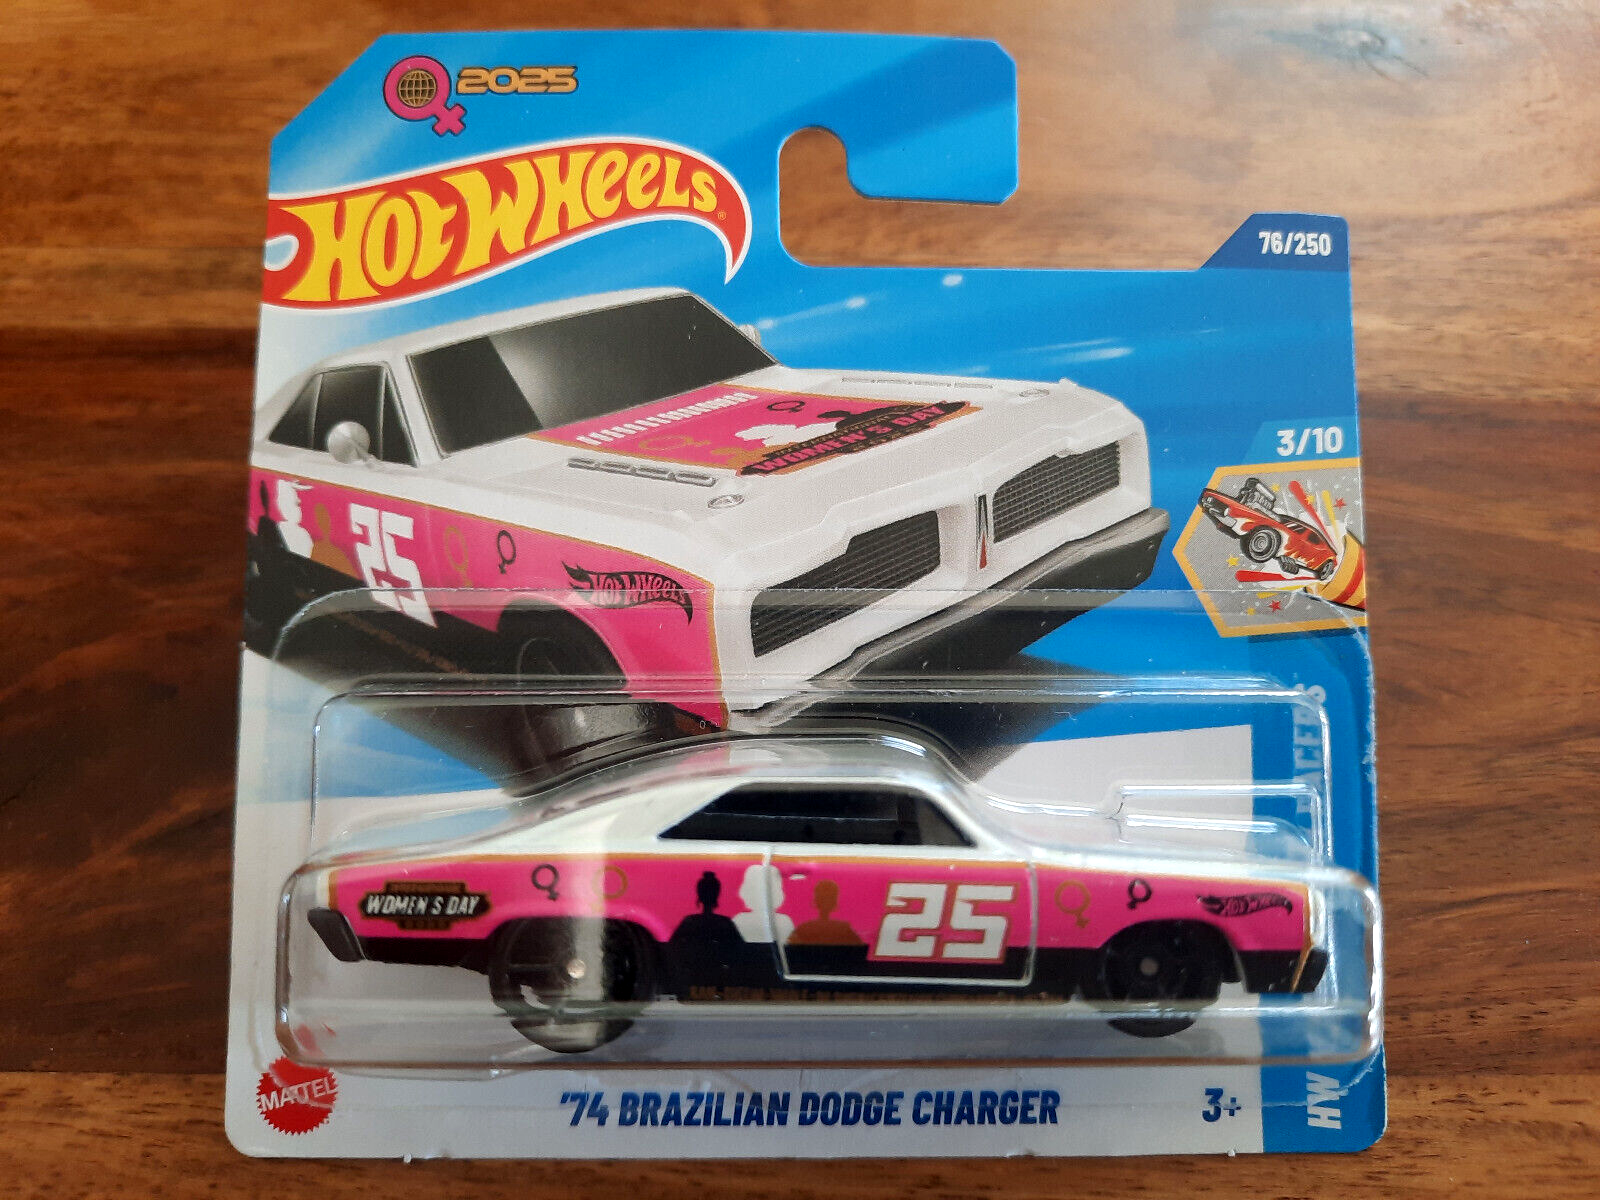 2025
HOT WHEELS®
76/250
3/10
WOMEN'S DAY
25
HOT WHEELS
WOMEN'S DAY
25
HOT WHEELS
HW
MATTEL
'74 BRAZILIAN DODGE CHARGER
3+